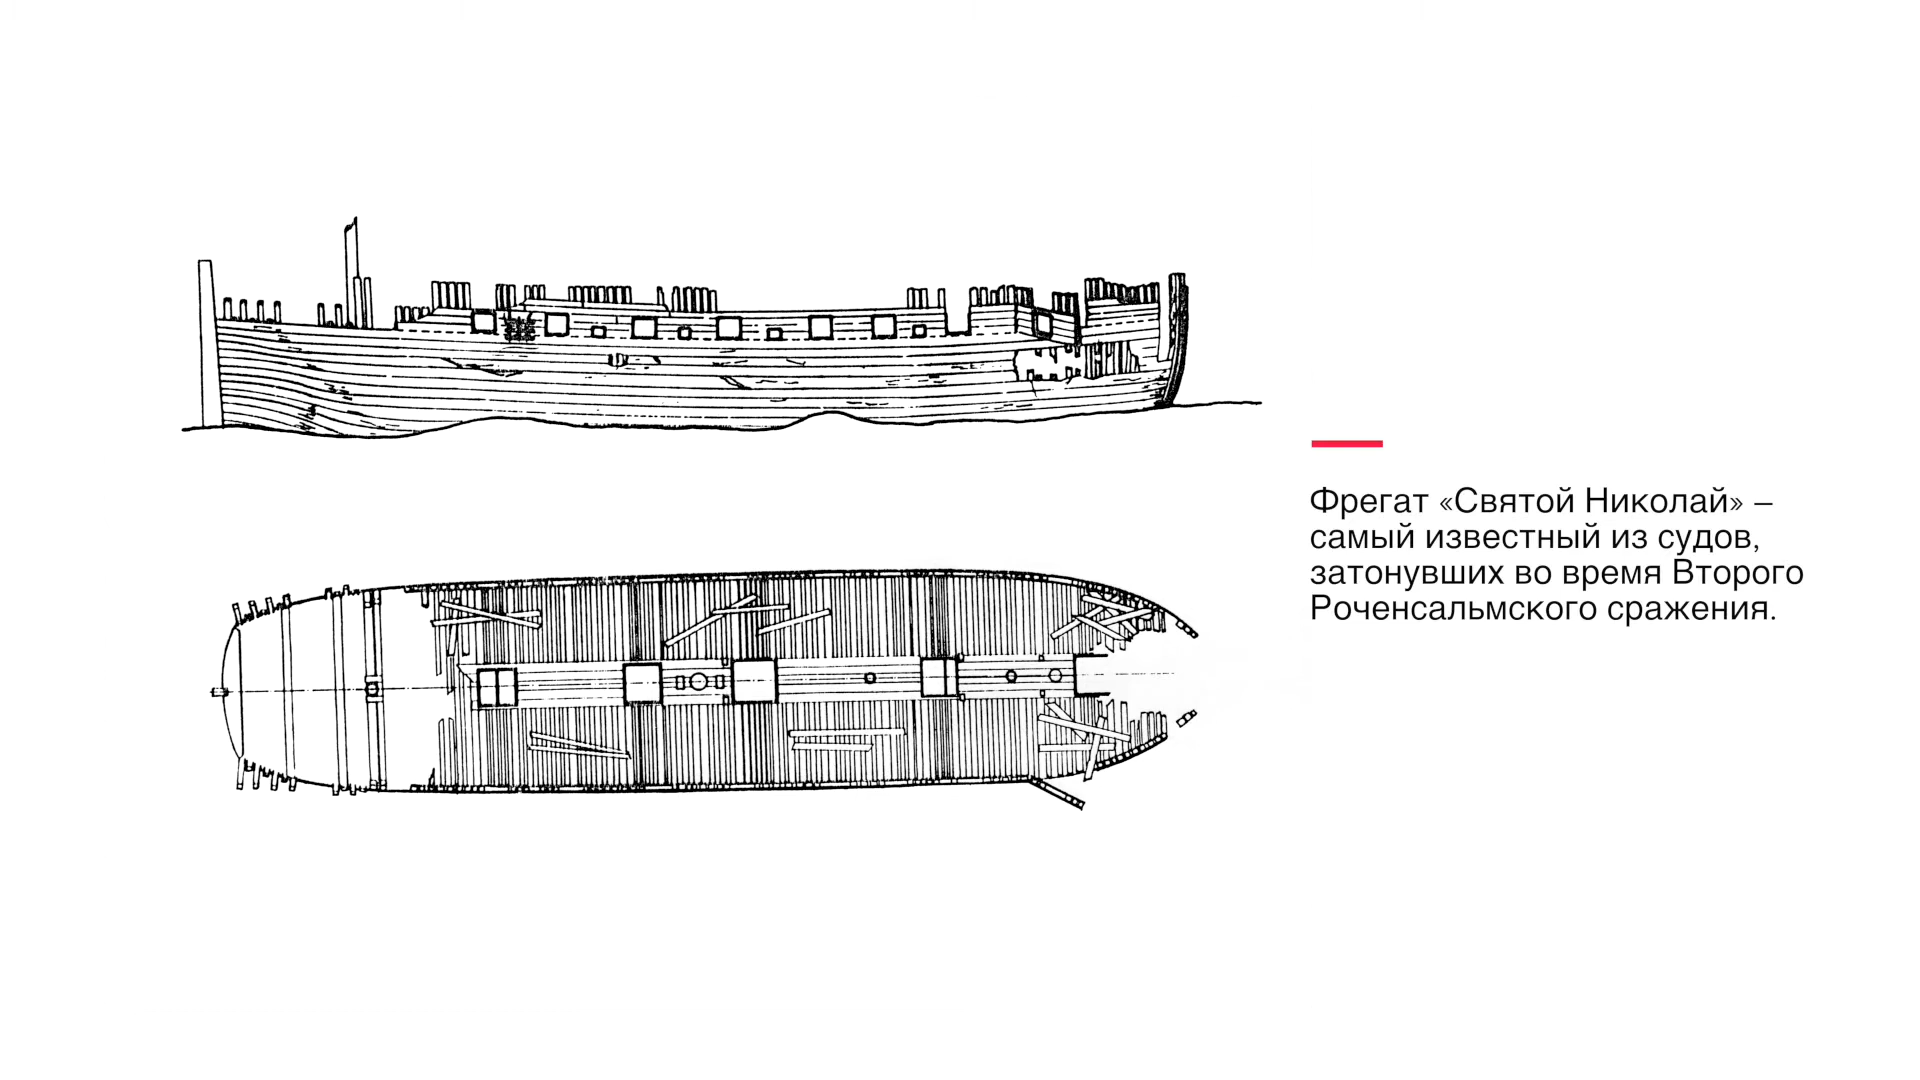 Фрегат «Святой Николай» –
самый известный из судов,
затонувших во время Второго
Роченсальмского сражения.